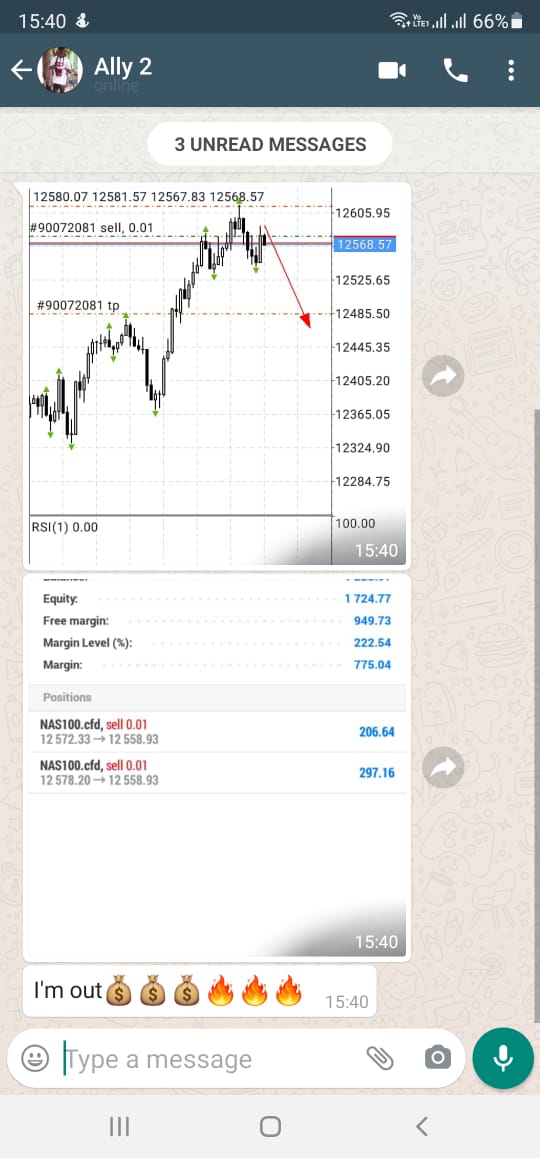 15:40
Vo
LTE1
66%
Ally 2
online
3 UNREAD MESSAGES
12580.07 12581.57 12567.83 12568.57
12605.95
#90072081 sell, 0.01
12568.57
12525.65
#90072081 tp
12485.50
12445.35
12405.20
12365.05
12324.90
12284.75
RSI(1) 0.00
100.00
15:40
Equity: 1 724.77
Free margin: 949.73
Margin Level (%): 222.54
Margin: 775.04
Positions
NAS100.cfd, sell 0.01
12 572.33 → 12 558.93
206.64
NAS100.cfd, sell 0.01
12 578.20 → 12 558.93
297.16
15:40
I'm out💰💰💰🔥🔥🔥
15:40
Type a message